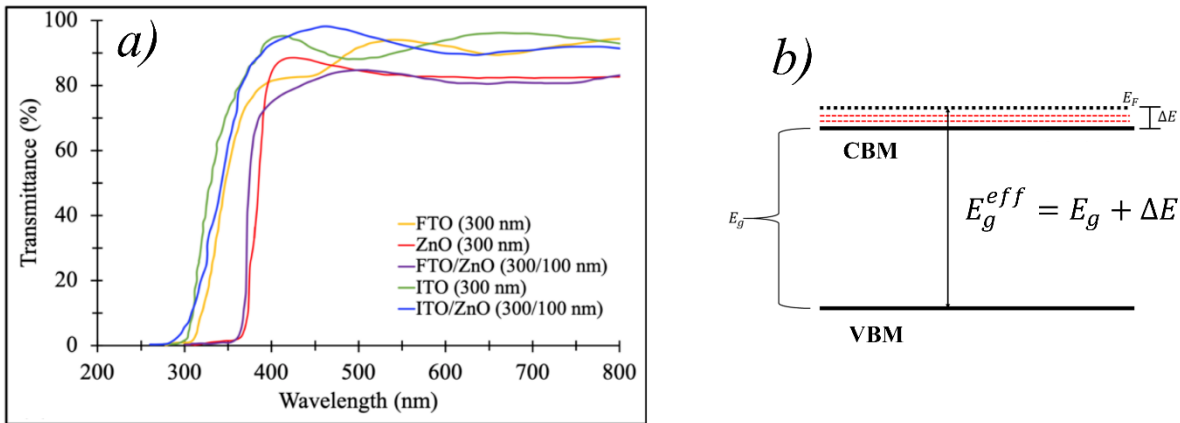 a)
Transmittance (%)
100
80
60
40
20
0
FTO (300 nm)
ZnO (300 nm)
FTO/ZnO (300/100 nm)
ITO (300 nm)
ITO/ZnO (300/100 nm)
200 300 400 500 600 700 800
Wavelength (nm)
b)
E_F
ΔE
CBM
E_g
E_g^{eff} = E_g + ΔE
VBM